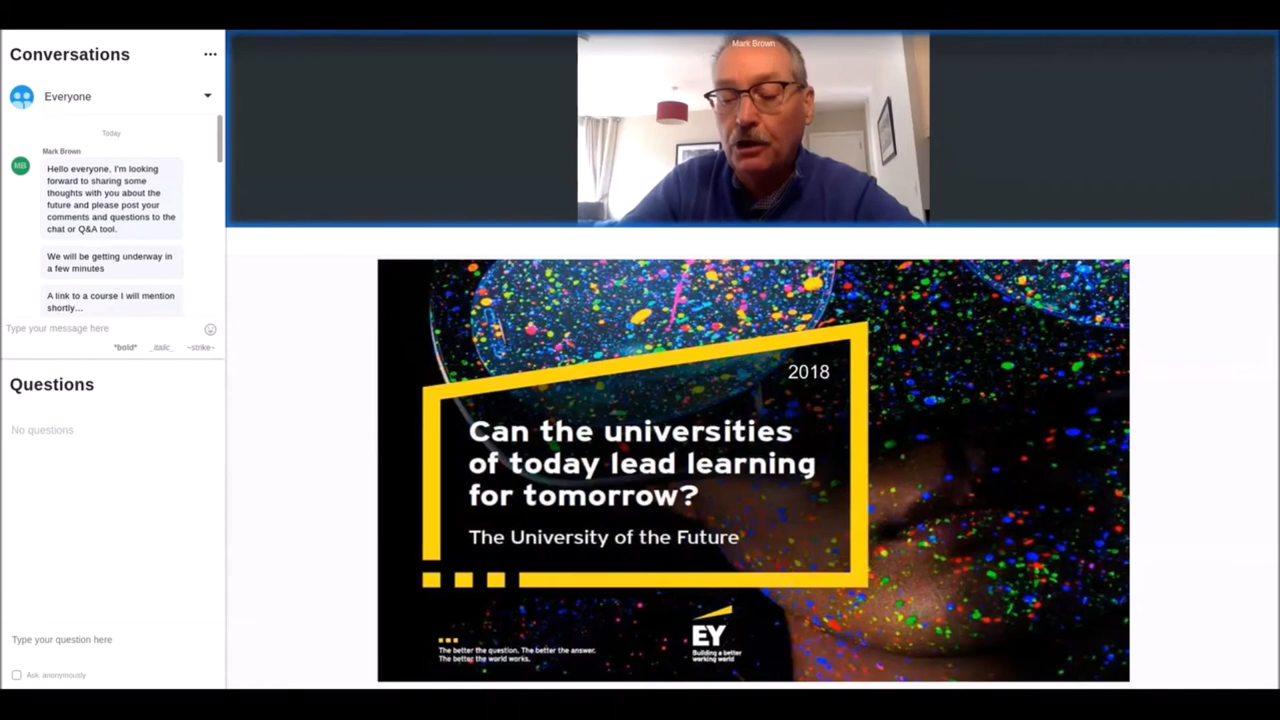 Conversations
Everyone
Today
Mark Brown
MB
Hello everyone, I'm looking
forward to sharing some
thoughts with you about the
future and please post your
comments and questions to the
chat or Q&A tool.
We will be getting underway in
a few minutes
A link to a course I will mention
shortly...
Type your message here
*bold* _italic_ ~strike~
Questions
No questions
Type your question here
Ask anonymously
Mark Brown
2018
Can the universities
of today lead learning
for tomorrow?
The University of the Future
The better the question. The better the answer.
The better the world works.
EY
Building a better
working world